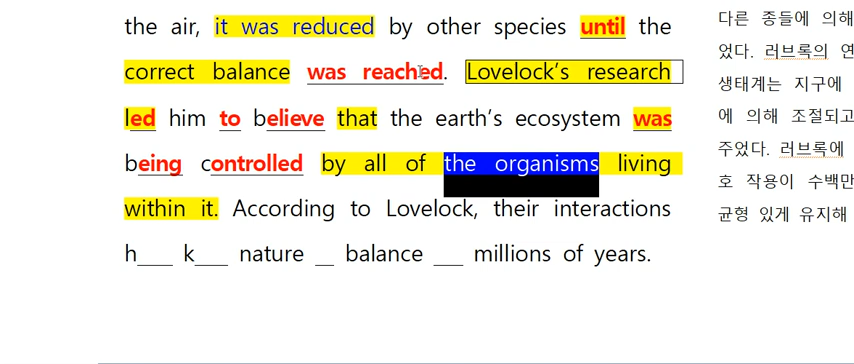 the air, it was reduced by other species until the
correct balance was reached. Lovelock's research
led him to believe that the earth's ecosystem was
being controlled by all of the organisms living
within it. According to Lovelock, their interactions
h____ k____ nature __ balance ___ millions of years.
다른 종들에 의해
었다. 러브록의 연
생태계는 지구에
에 의해 조절되고
주었다. 러브록에
호 작용이 수백만
균형 있게 유지해